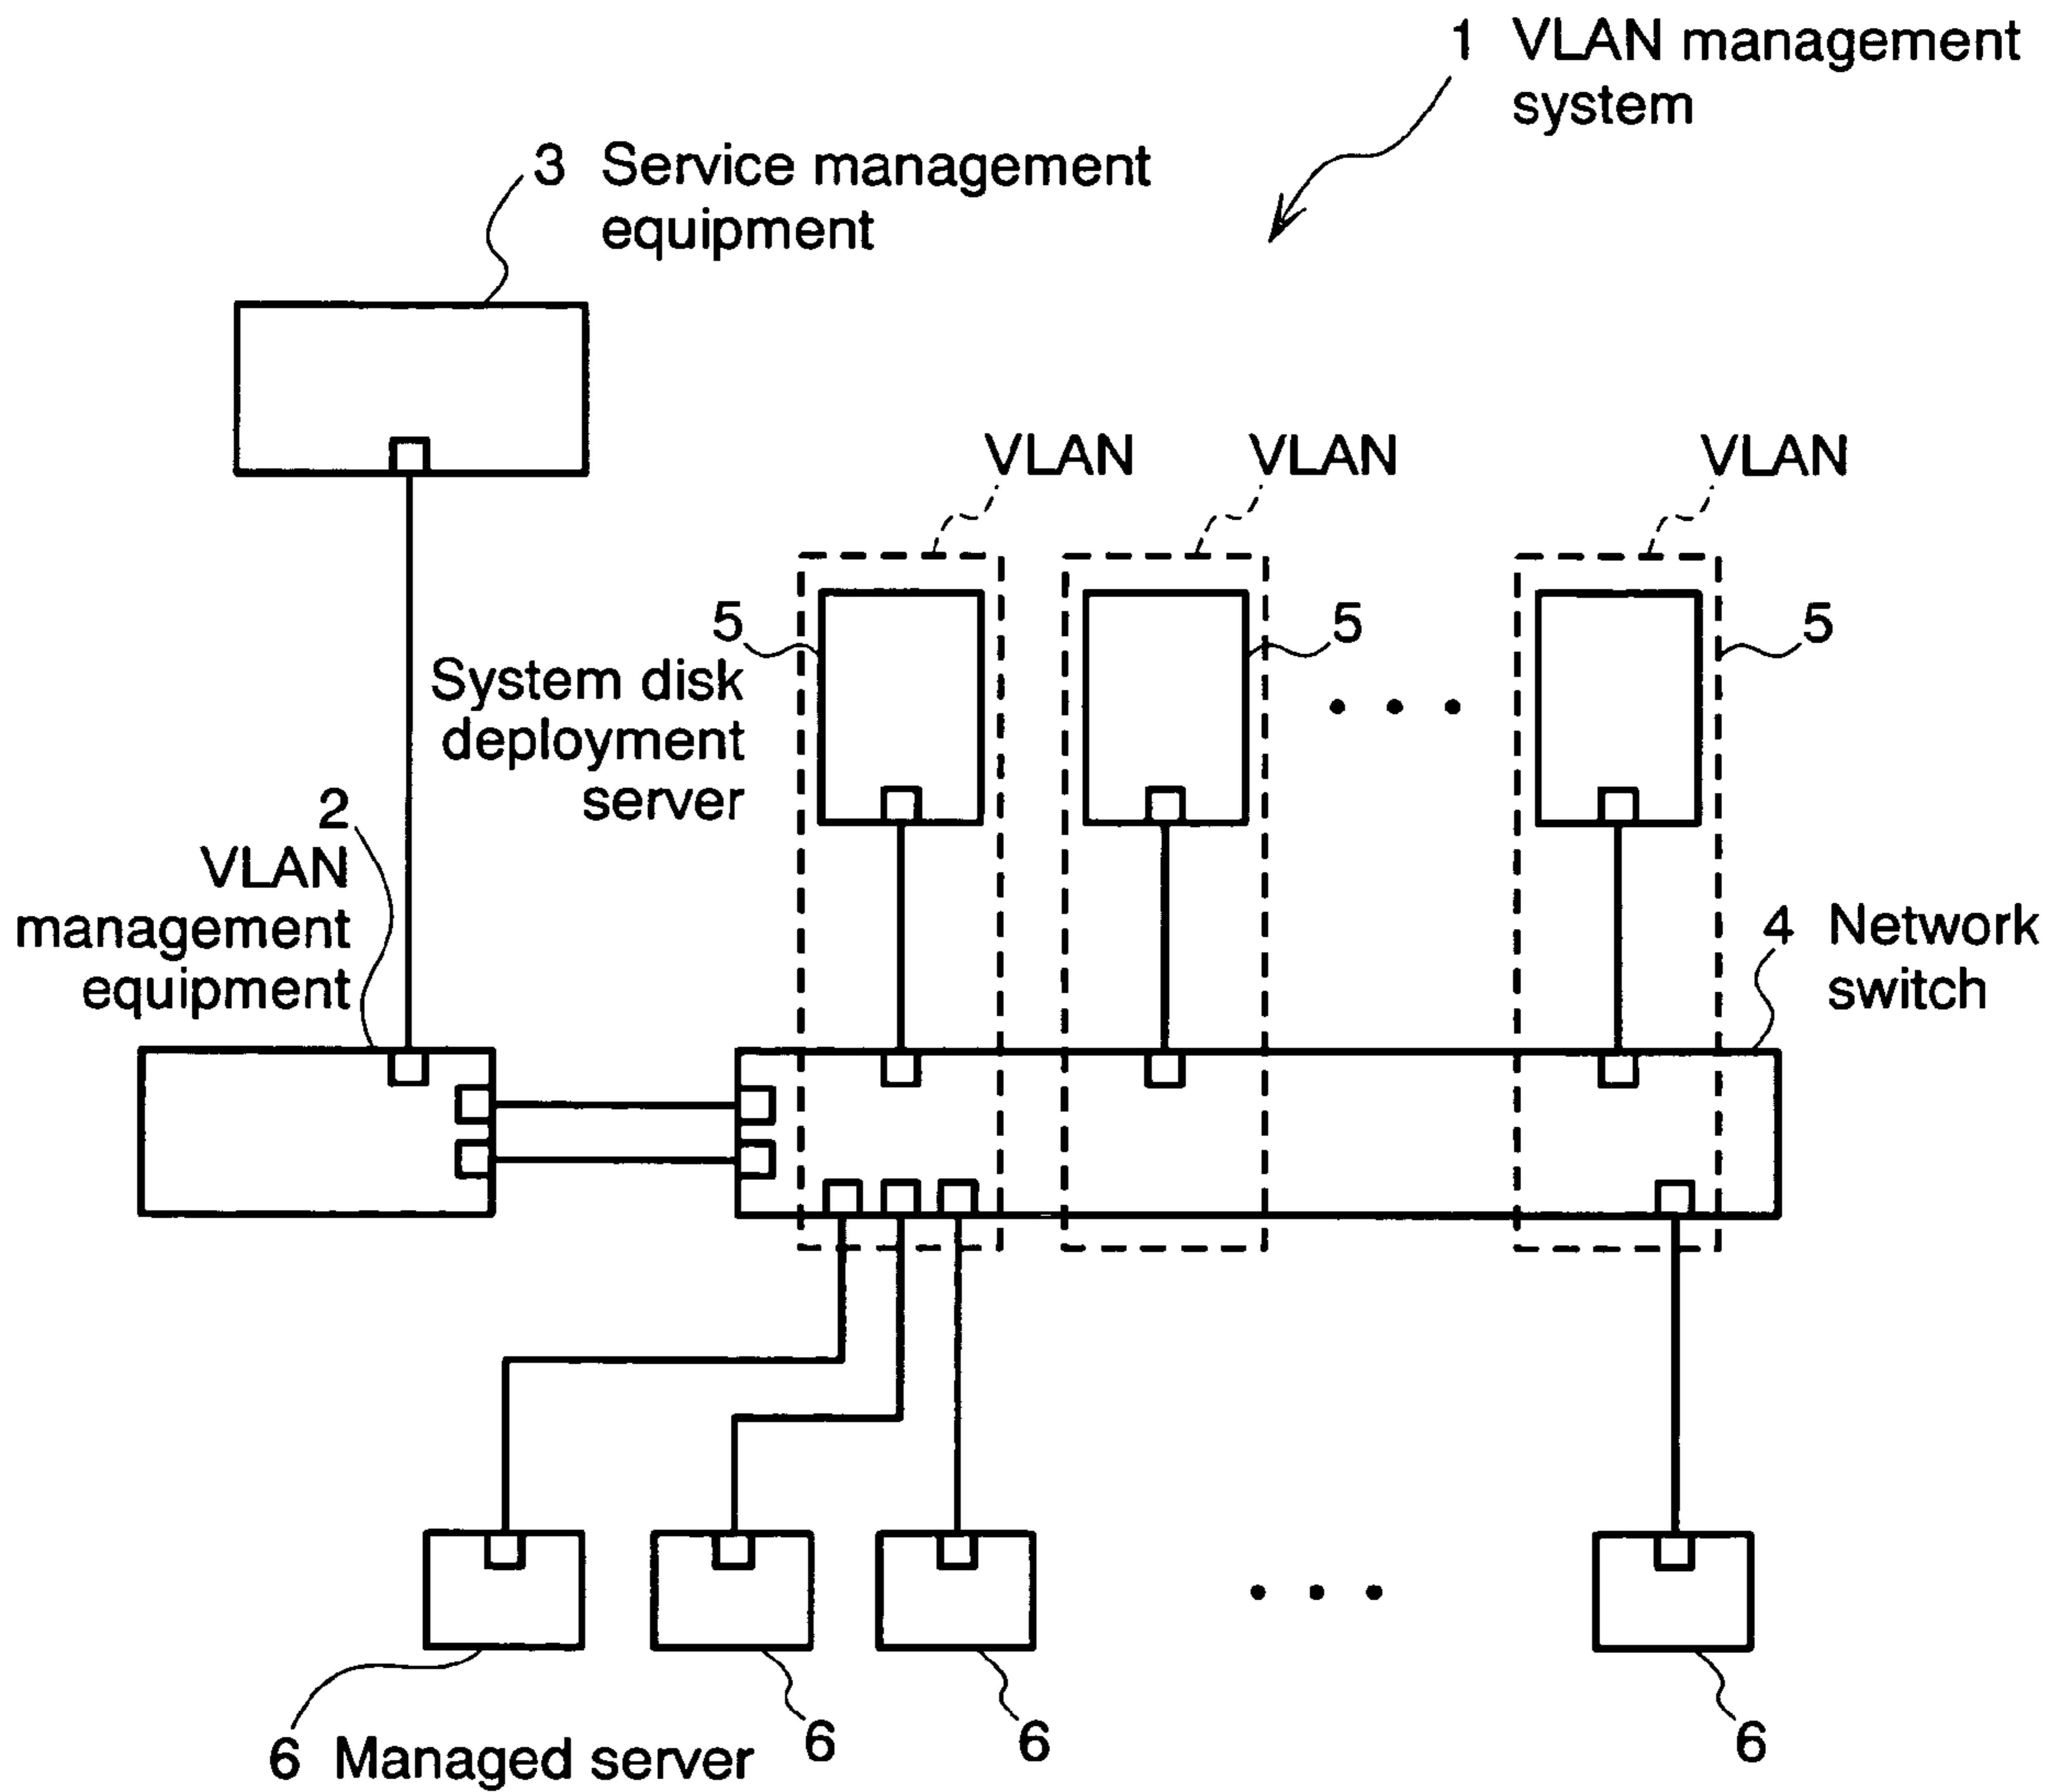 1 VLAN management
system
3 Service management
equipment
VLAN
VLAN
VLAN
5
System disk
deployment
server
5
5
2
VLAN
management
equipment
4 Network
switch
6 Managed server
6
6
6